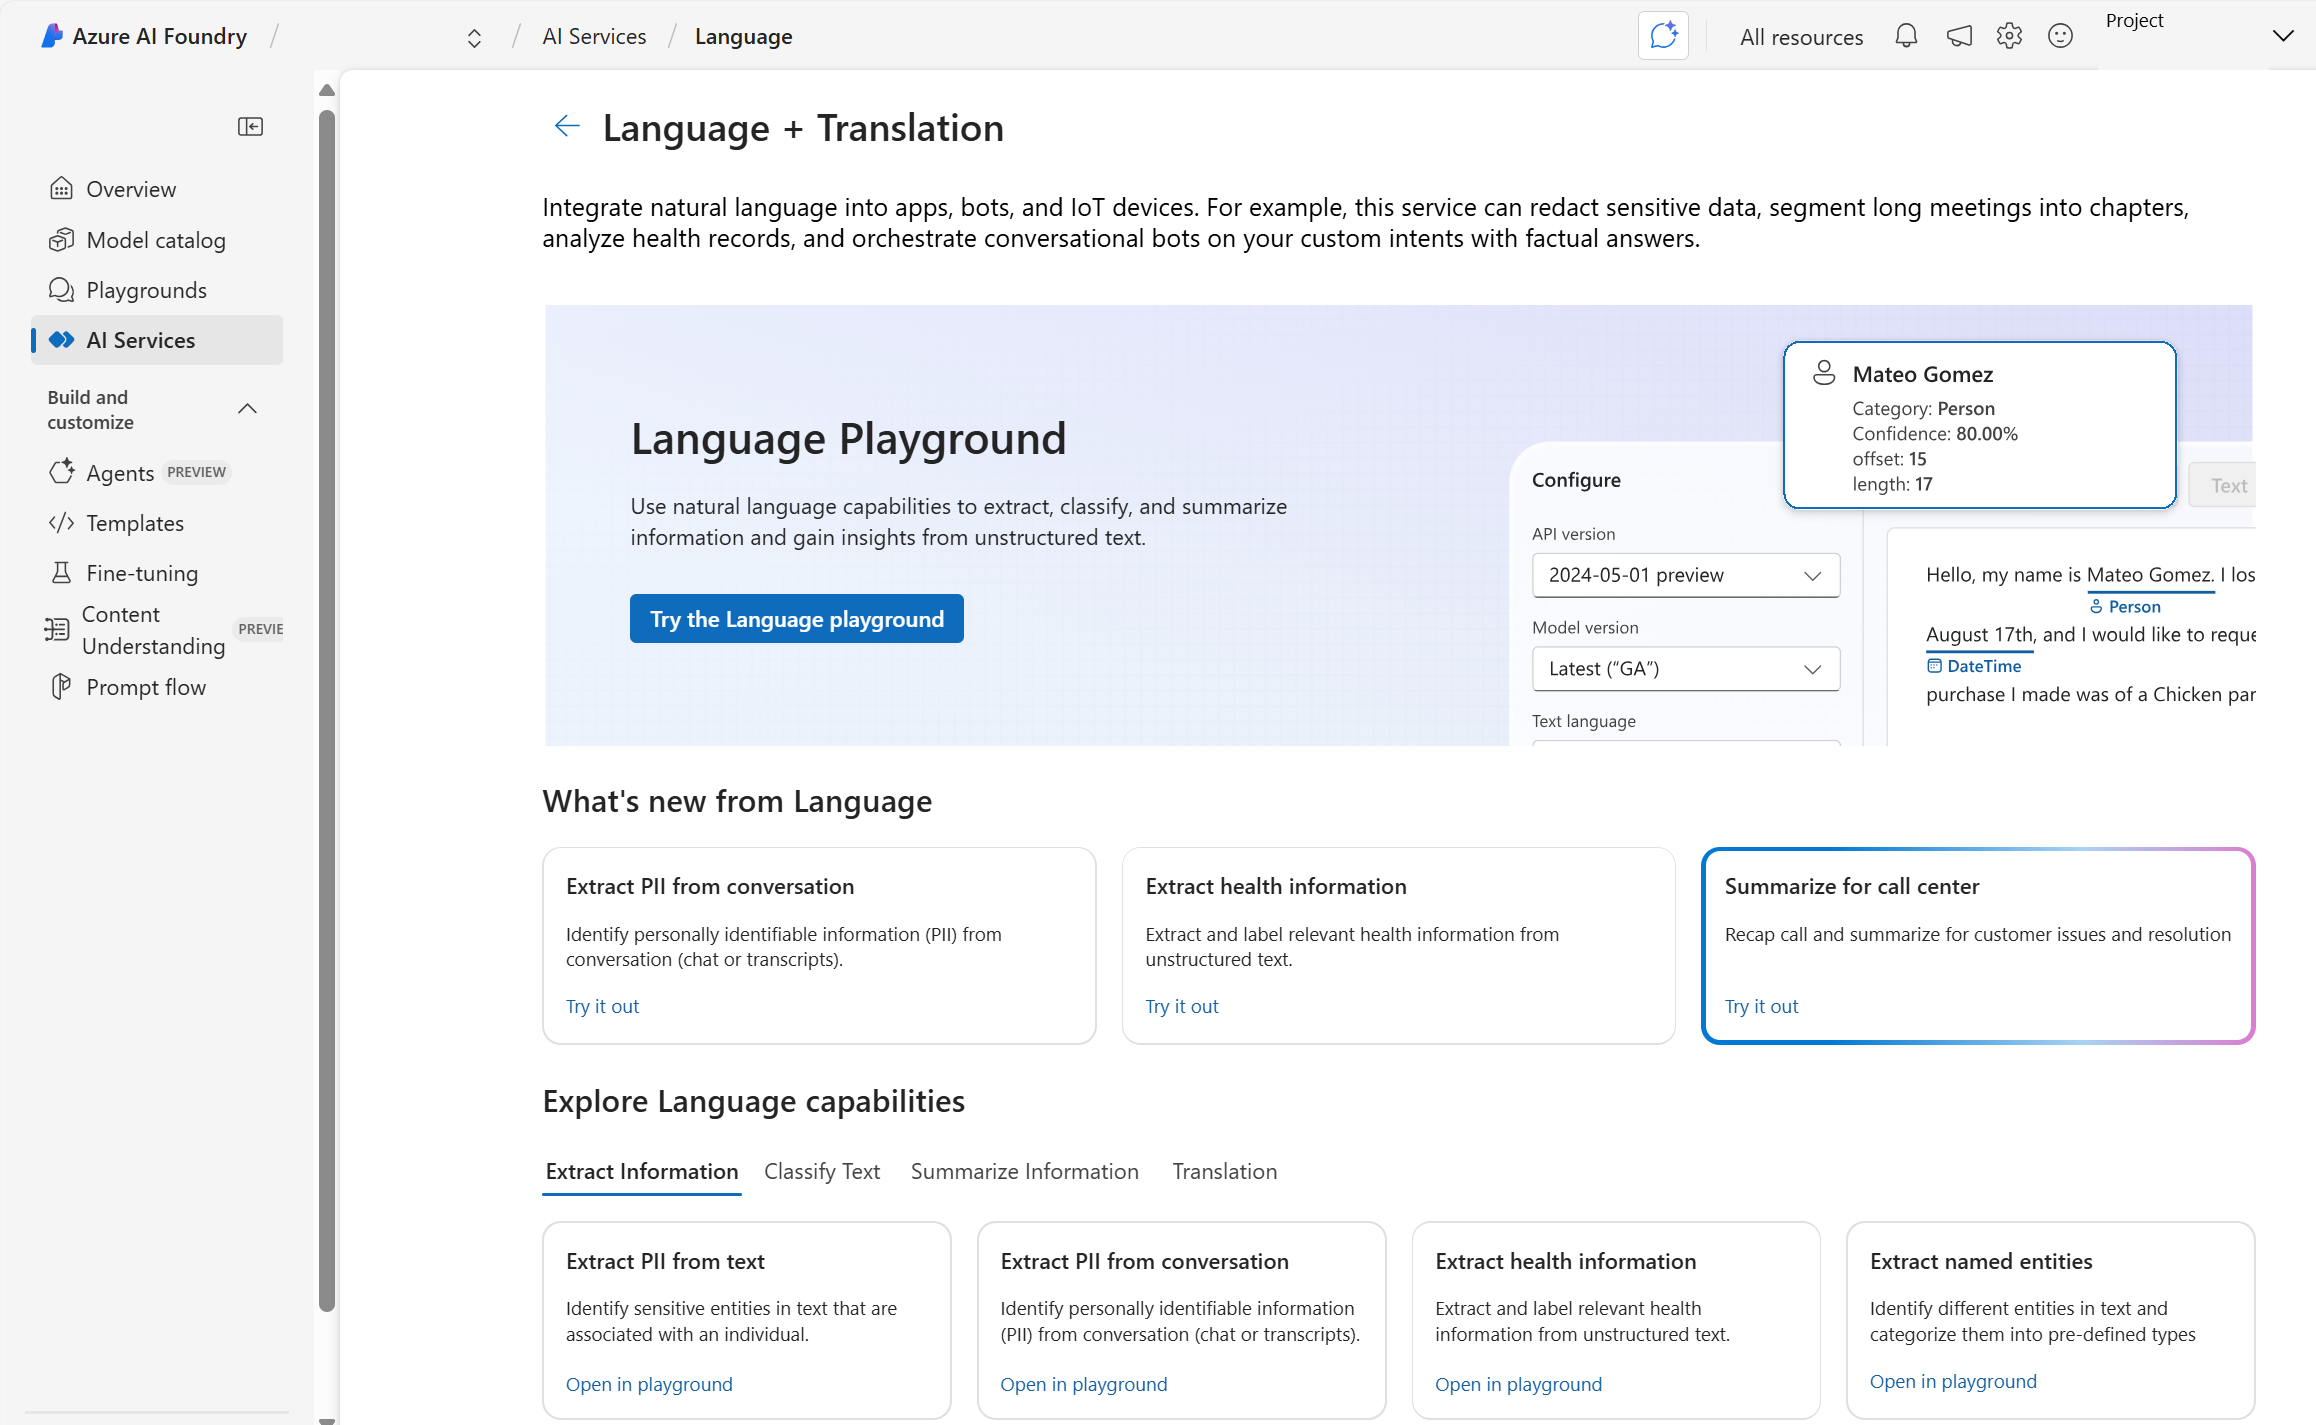 Azure AI Foundry / / AI Services / Language
All resources
Project
Overview
Model catalog
Playgrounds
AI Services
Build and
customize
Agents PREVIEW
Templates
Fine-tuning
Content
Understanding PREVIE
Prompt flow
Language + Translation
Integrate natural language into apps, bots, and IoT devices. For example, this service can redact sensitive data, segment long meetings into chapters,
analyze health records, and orchestrate conversational bots on your custom intents with factual answers.
Language Playground
Use natural language capabilities to extract, classify, and summarize
information and gain insights from unstructured text.
Try the Language playground
Configure
API version
2024-05-01 preview
Model version
Latest (“GA”)
Text language
Mateo Gomez
Category: Person
Confidence: 80.00%
offset: 15
length: 17
Text
Hello, my name is Mateo Gomez. I los
Person
August 17th, and I would like to reque
DateTime
purchase I made was of a Chicken par
What's new from Language
Extract PII from conversation
Identify personally identifiable information (PII) from
conversation (chat or transcripts).
Try it out
Extract health information
Extract and label relevant health information from
unstructured text.
Try it out
Summarize for call center
Recap call and summarize for customer issues and resolution
Try it out
Explore Language capabilities
Extract Information Classify Text Summarize Information Translation
Extract PII from text
Identify sensitive entities in text that are
associated with an individual.
Open in playground
Extract PII from conversation
Identify personally identifiable information
(PII) from conversation (chat or transcripts).
Open in playground
Extract health information
Extract and label relevant health
information from unstructured text.
Open in playground
Extract named entities
Identify different entities in text and
categorize them into pre-defined types
Open in playground